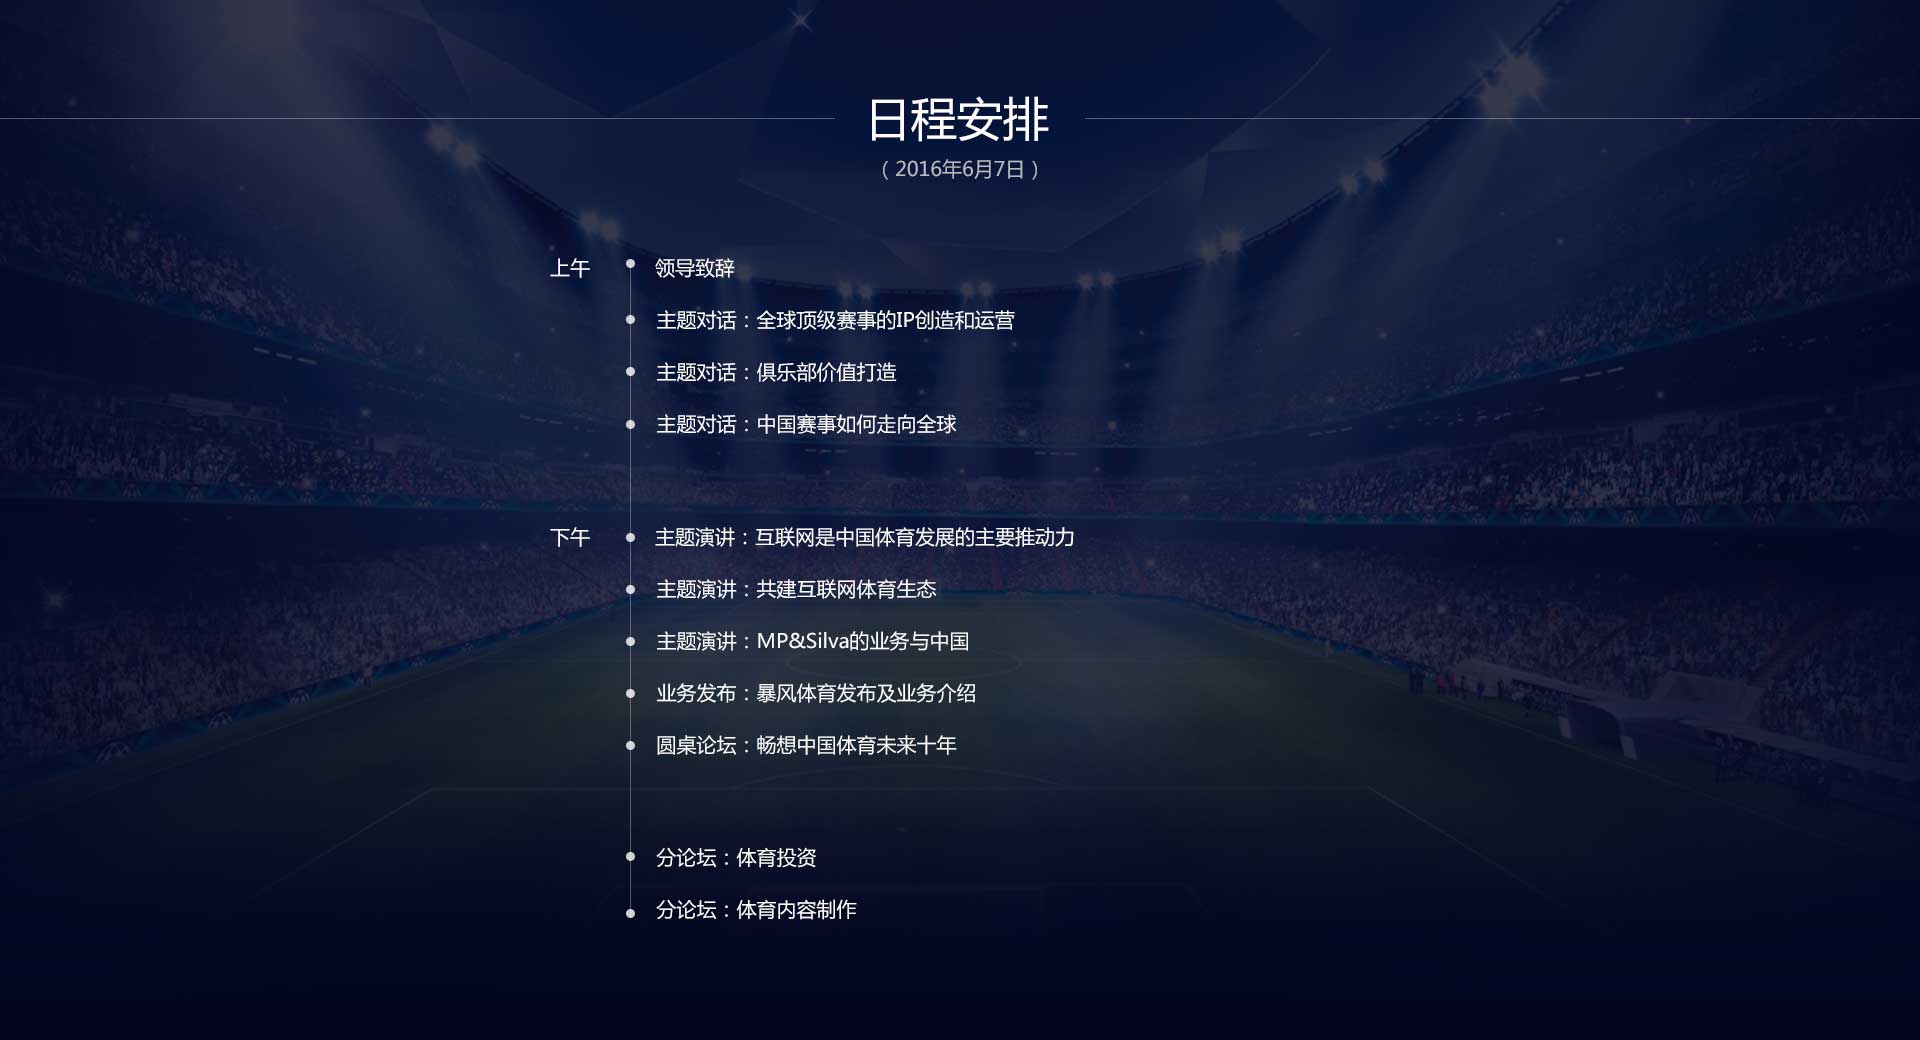 日程安排
（2016年6月7日）
上午 领导致辞
主题对话：全球顶级赛事的IP创造和运营
主题对话：俱乐部价值打造
主题对话：中国赛事如何走向全球
下午 主题演讲：互联网是中国体育发展的主要推动力
主题演讲：共建互联网体育生态
主题演讲：MP&Silva的业务与中国
业务发布：暴风体育发布及业务介绍
圆桌论坛：畅想中国体育未来十年
分论坛：体育投资
分论坛：体育内容制作